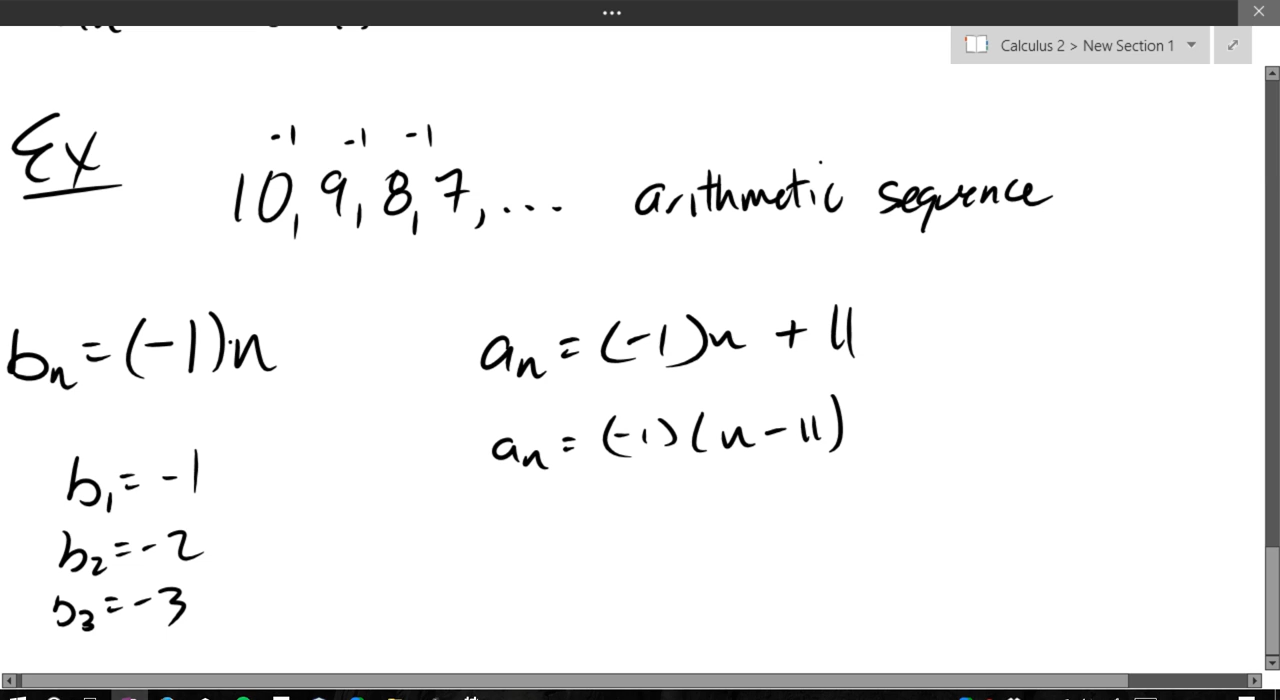 Calculus 2 > New Section 1
-1 -1 -1
Ex 10, 9, 8, 7, ... arithmetic sequence
bₙ = (-1)·n
aₙ = (-1)n + 11
aₙ = (-1)(n - 11)
b₁ = -1
b₂ = -2
b₃ = -3